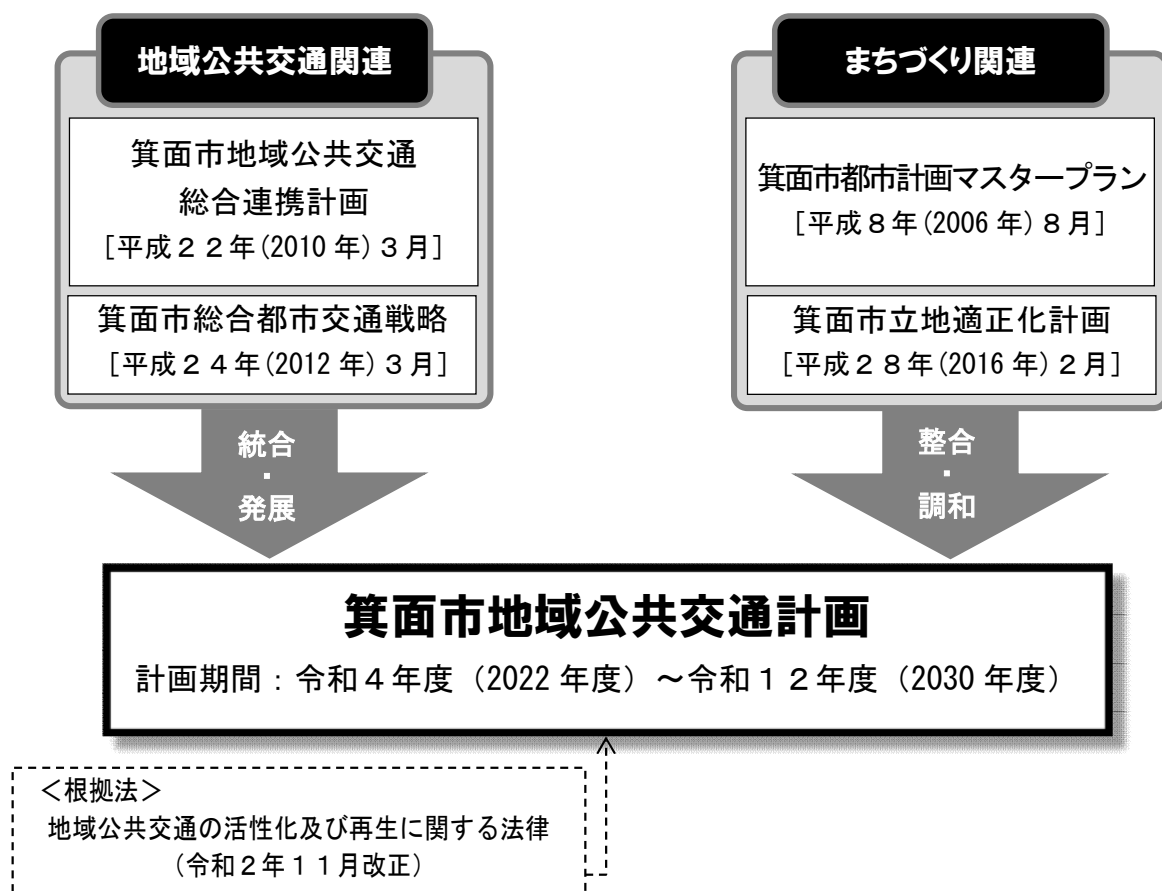 地域公共交通関連
箕面市地域公共交通
総合連携計画
[平成２２年(2010 年)３月]
箕面市総合都市交通戦略
[平成２４年(2012 年)３月]
統合
・
発展
まちづくり関連
箕面市都市計画マスタープラン
[平成８年(2006 年)８月]
箕面市立地適正化計画
[平成２８年(2016 年)２月]
整合
・
調和
箕面市地域公共交通計画
計画期間：令和４年度（2022 年度）～令和１２年度（2030 年度）
＜根拠法＞
地域公共交通の活性化及び再生に関する法律
（令和２年１１月改正）